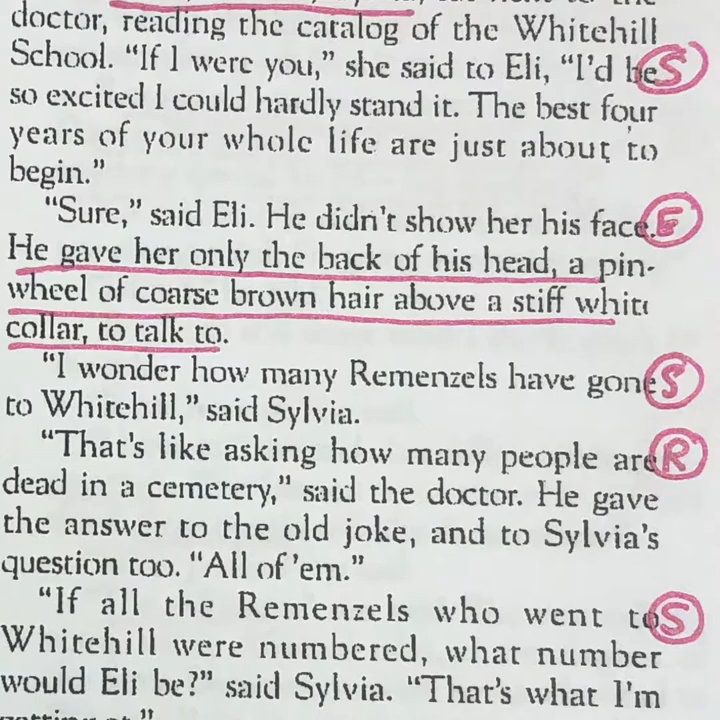 doctor, reading the catalog of the Whitehill
School. “If I were you,” she said to Eli, “I’d be Ⓢ
so excited I could hardly stand it. The best four
years of your whole life are just about to
begin.”
“Sure,” said Eli. He didn’t show her his face. Ⓔ
He gave her only the back of his head, a pin-
wheel of coarse brown hair above a stiff white
collar, to talk to.
“I wonder how many Remenzels have gone Ⓢ
to Whitehill,” said Sylvia.
“That’s like asking how many people are Ⓡ
dead in a cemetery,” said the doctor. He gave
the answer to the old joke, and to Sylvia’s
question too. “All of ’em.”
“If all the Remenzels who went to Ⓢ
Whitehill were numbered, what number
would Eli be?” said Sylvia. “That’s what I’m